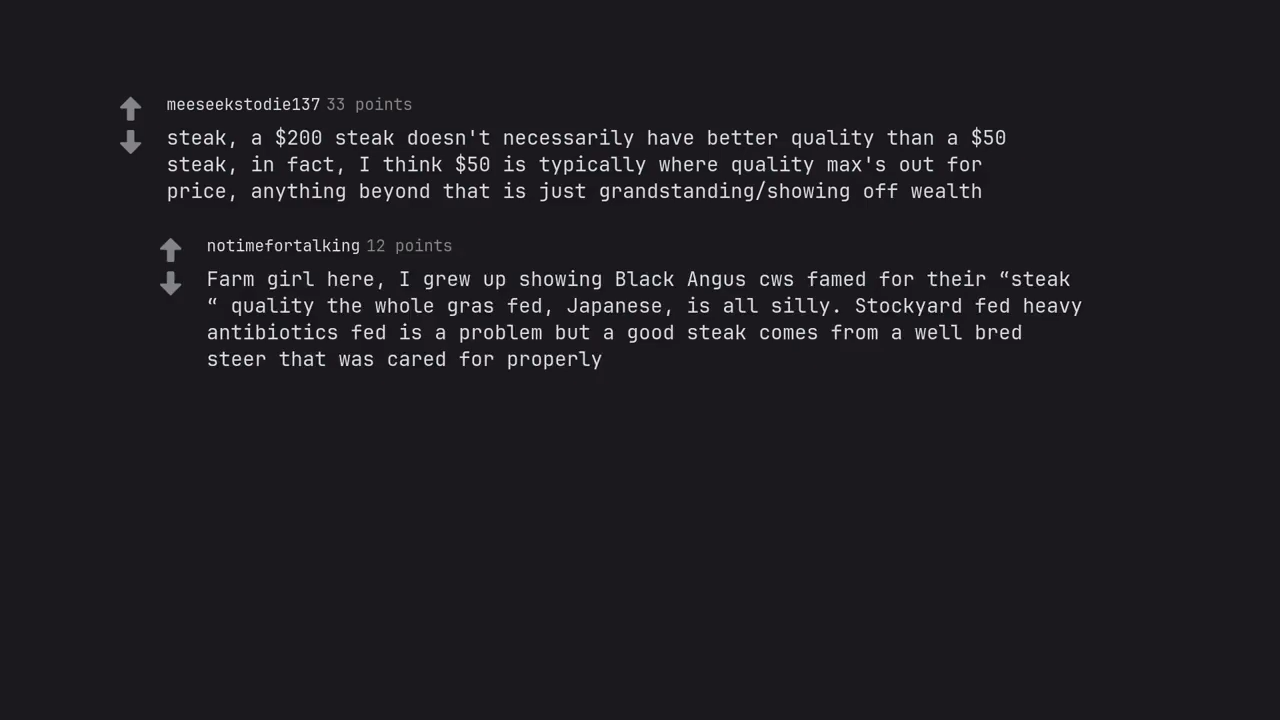 meeseekstodie137 33 points
steak, a $200 steak doesn't necessarily have better quality than a $50
steak, in fact, I think $50 is typically where quality max's out for
price, anything beyond that is just grandstanding/showing off wealth
notimefortalking 12 points
Farm girl here, I grew up showing Black Angus cws famed for their “steak
“ quality the whole gras fed, Japanese, is all silly. Stockyard fed heavy
antibiotics fed is a problem but a good steak comes from a well bred
steer that was cared for properly